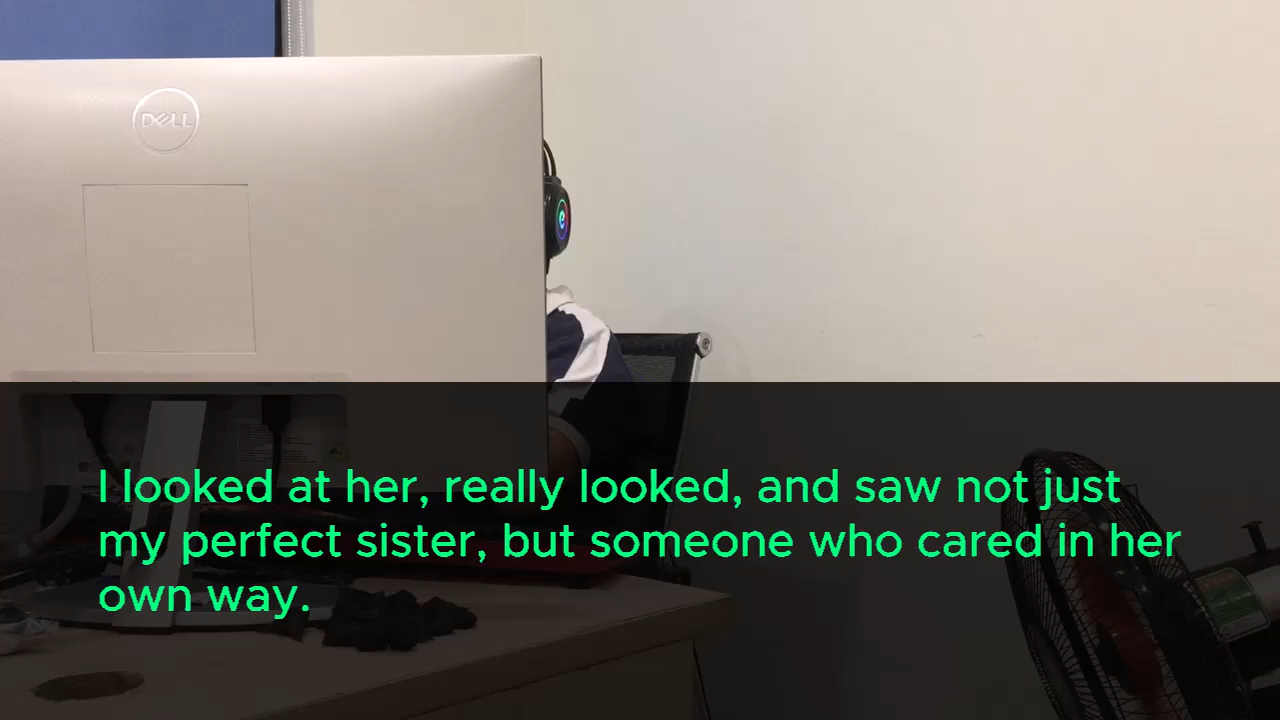 DELL
I looked at her, really looked, and saw not just
my perfect sister, but someone who cared in her
own way.